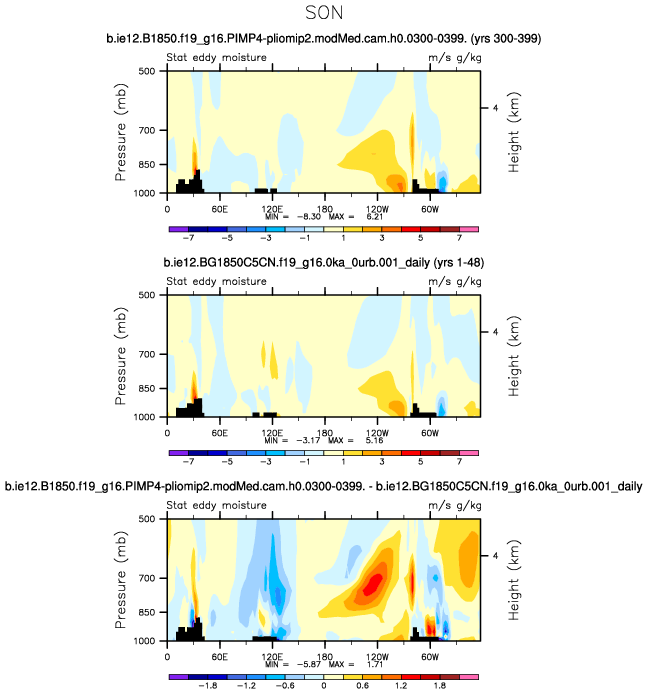 SON
b.ie12.B1850.f19_g16.PIMP4-pliomip2.modMed.cam.h0.0300-0399. (yrs 300-399)
Stat eddy moisture m/s g/kg
Pressure (mb)
500
700
850
1000
4
Height (km)
0 60E 120E 180 120W 60W
MIN = -8.30 MAX = 6.21
-7 -5 -3 -1 1 3 5 7
b.ie12.BG1850C5CN.f19_g16.0ka_0urb.001_daily (yrs 1-48)
Stat eddy moisture m/s g/kg
Pressure (mb)
500
700
850
1000
4
Height (km)
0 60E 120E 180 120W 60W
MIN = -3.17 MAX = 5.16
-7 -5 -3 -1 1 3 5 7
b.ie12.B1850.f19_g16.PIMP4-pliomip2.modMed.cam.h0.0300-0399. - b.ie12.BG1850C5CN.f19_g16.0ka_0urb.001_daily
Stat eddy moisture m/s g/kg
Pressure (mb)
500
700
850
1000
4
Height (km)
0 60E 120E 180 120W 60W
MIN = -5.87 MAX = 1.71
-1.8 -1.2 -0.6 0 0.6 1.2 1.8